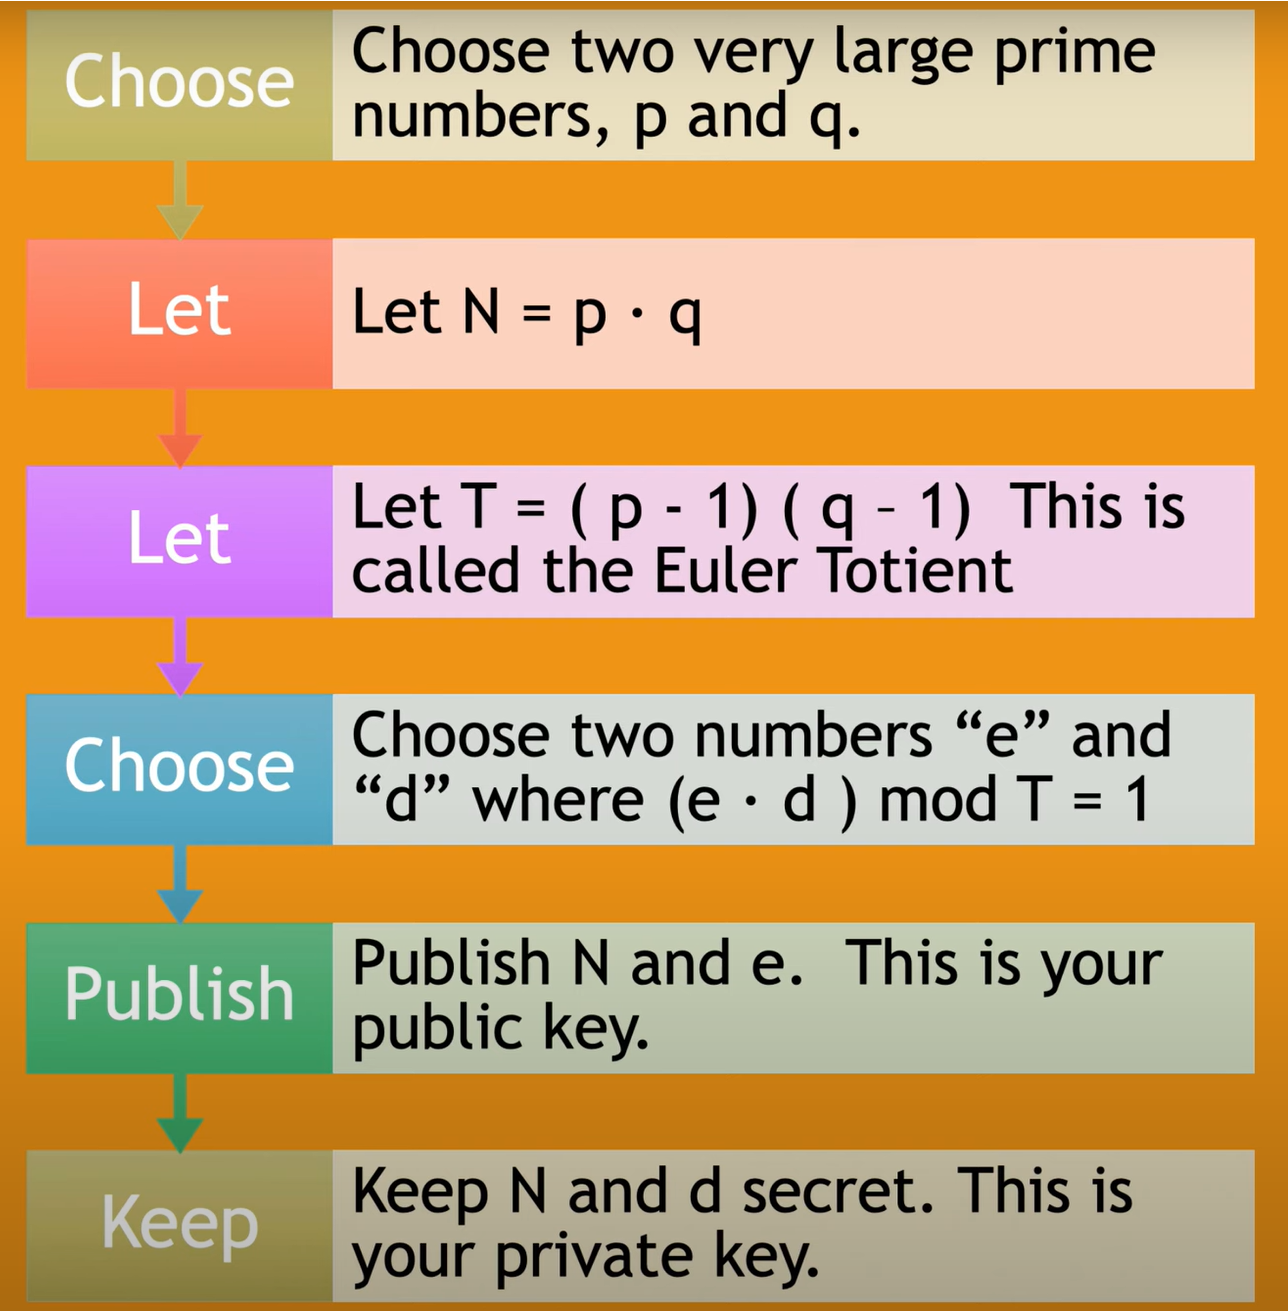 Choose
Choose two very large prime
numbers, p and q.
Let
Let N = p · q
Let
Let T = ( p - 1) ( q – 1)  This is
called the Euler Totient
Choose
Choose two numbers “e” and
“d” where (e · d ) mod T = 1
Publish
Publish N and e.  This is your
public key.
Keep
Keep N and d secret. This is
your private key.